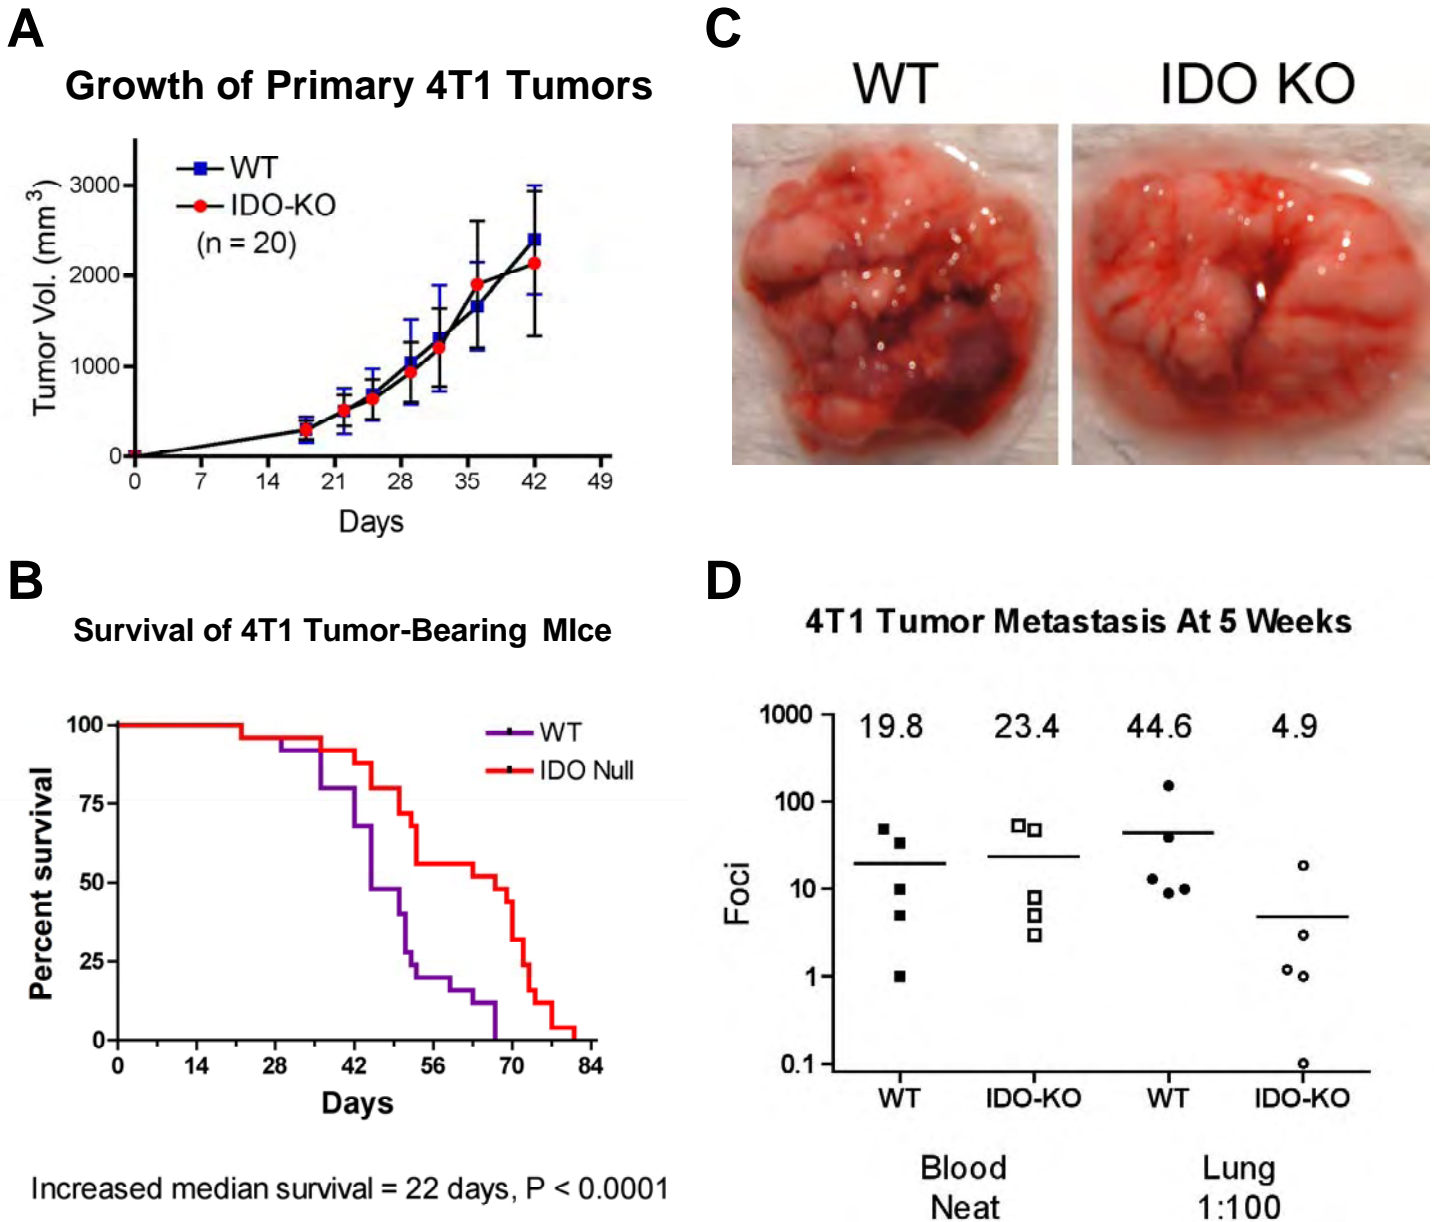 A
Growth of Primary 4T1 Tumors
WT
IDO-KO
(n = 20)
Tumor Vol. (mm³)
3000
2000
1000
0
0 7 14 21 28 35 42 49
Days
B
Survival of 4T1 Tumor-Bearing MIce
WT
IDO Null
Percent survival
100
75
50
25
0
0 14 28 42 56 70 84
Days
Increased median survival = 22 days, P < 0.0001
C
WT IDO KO
D
4T1 Tumor Metastasis At 5 Weeks
19.8 23.4 44.6 4.9
Foci
1000
100
10
1
0.1
WT IDO-KO WT IDO-KO
Blood Lung
Neat 1:100